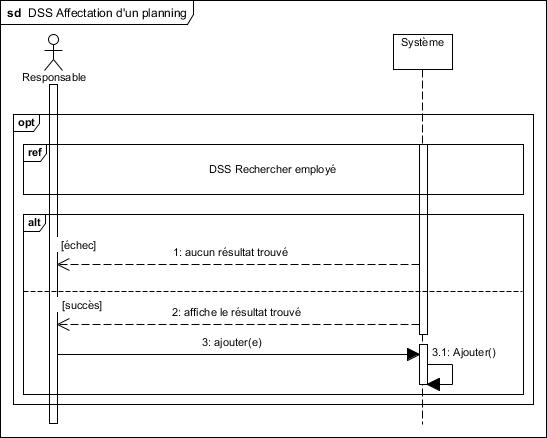 sd DSS Affectation d'un planning
Système
Responsable
opt
ref
DSS Rechercher employé
alt
[échec]
1: aucun résultat trouvé
[succès]
2: affiche le résultat trouvé
3: ajouter(e)
3.1: Ajouter()